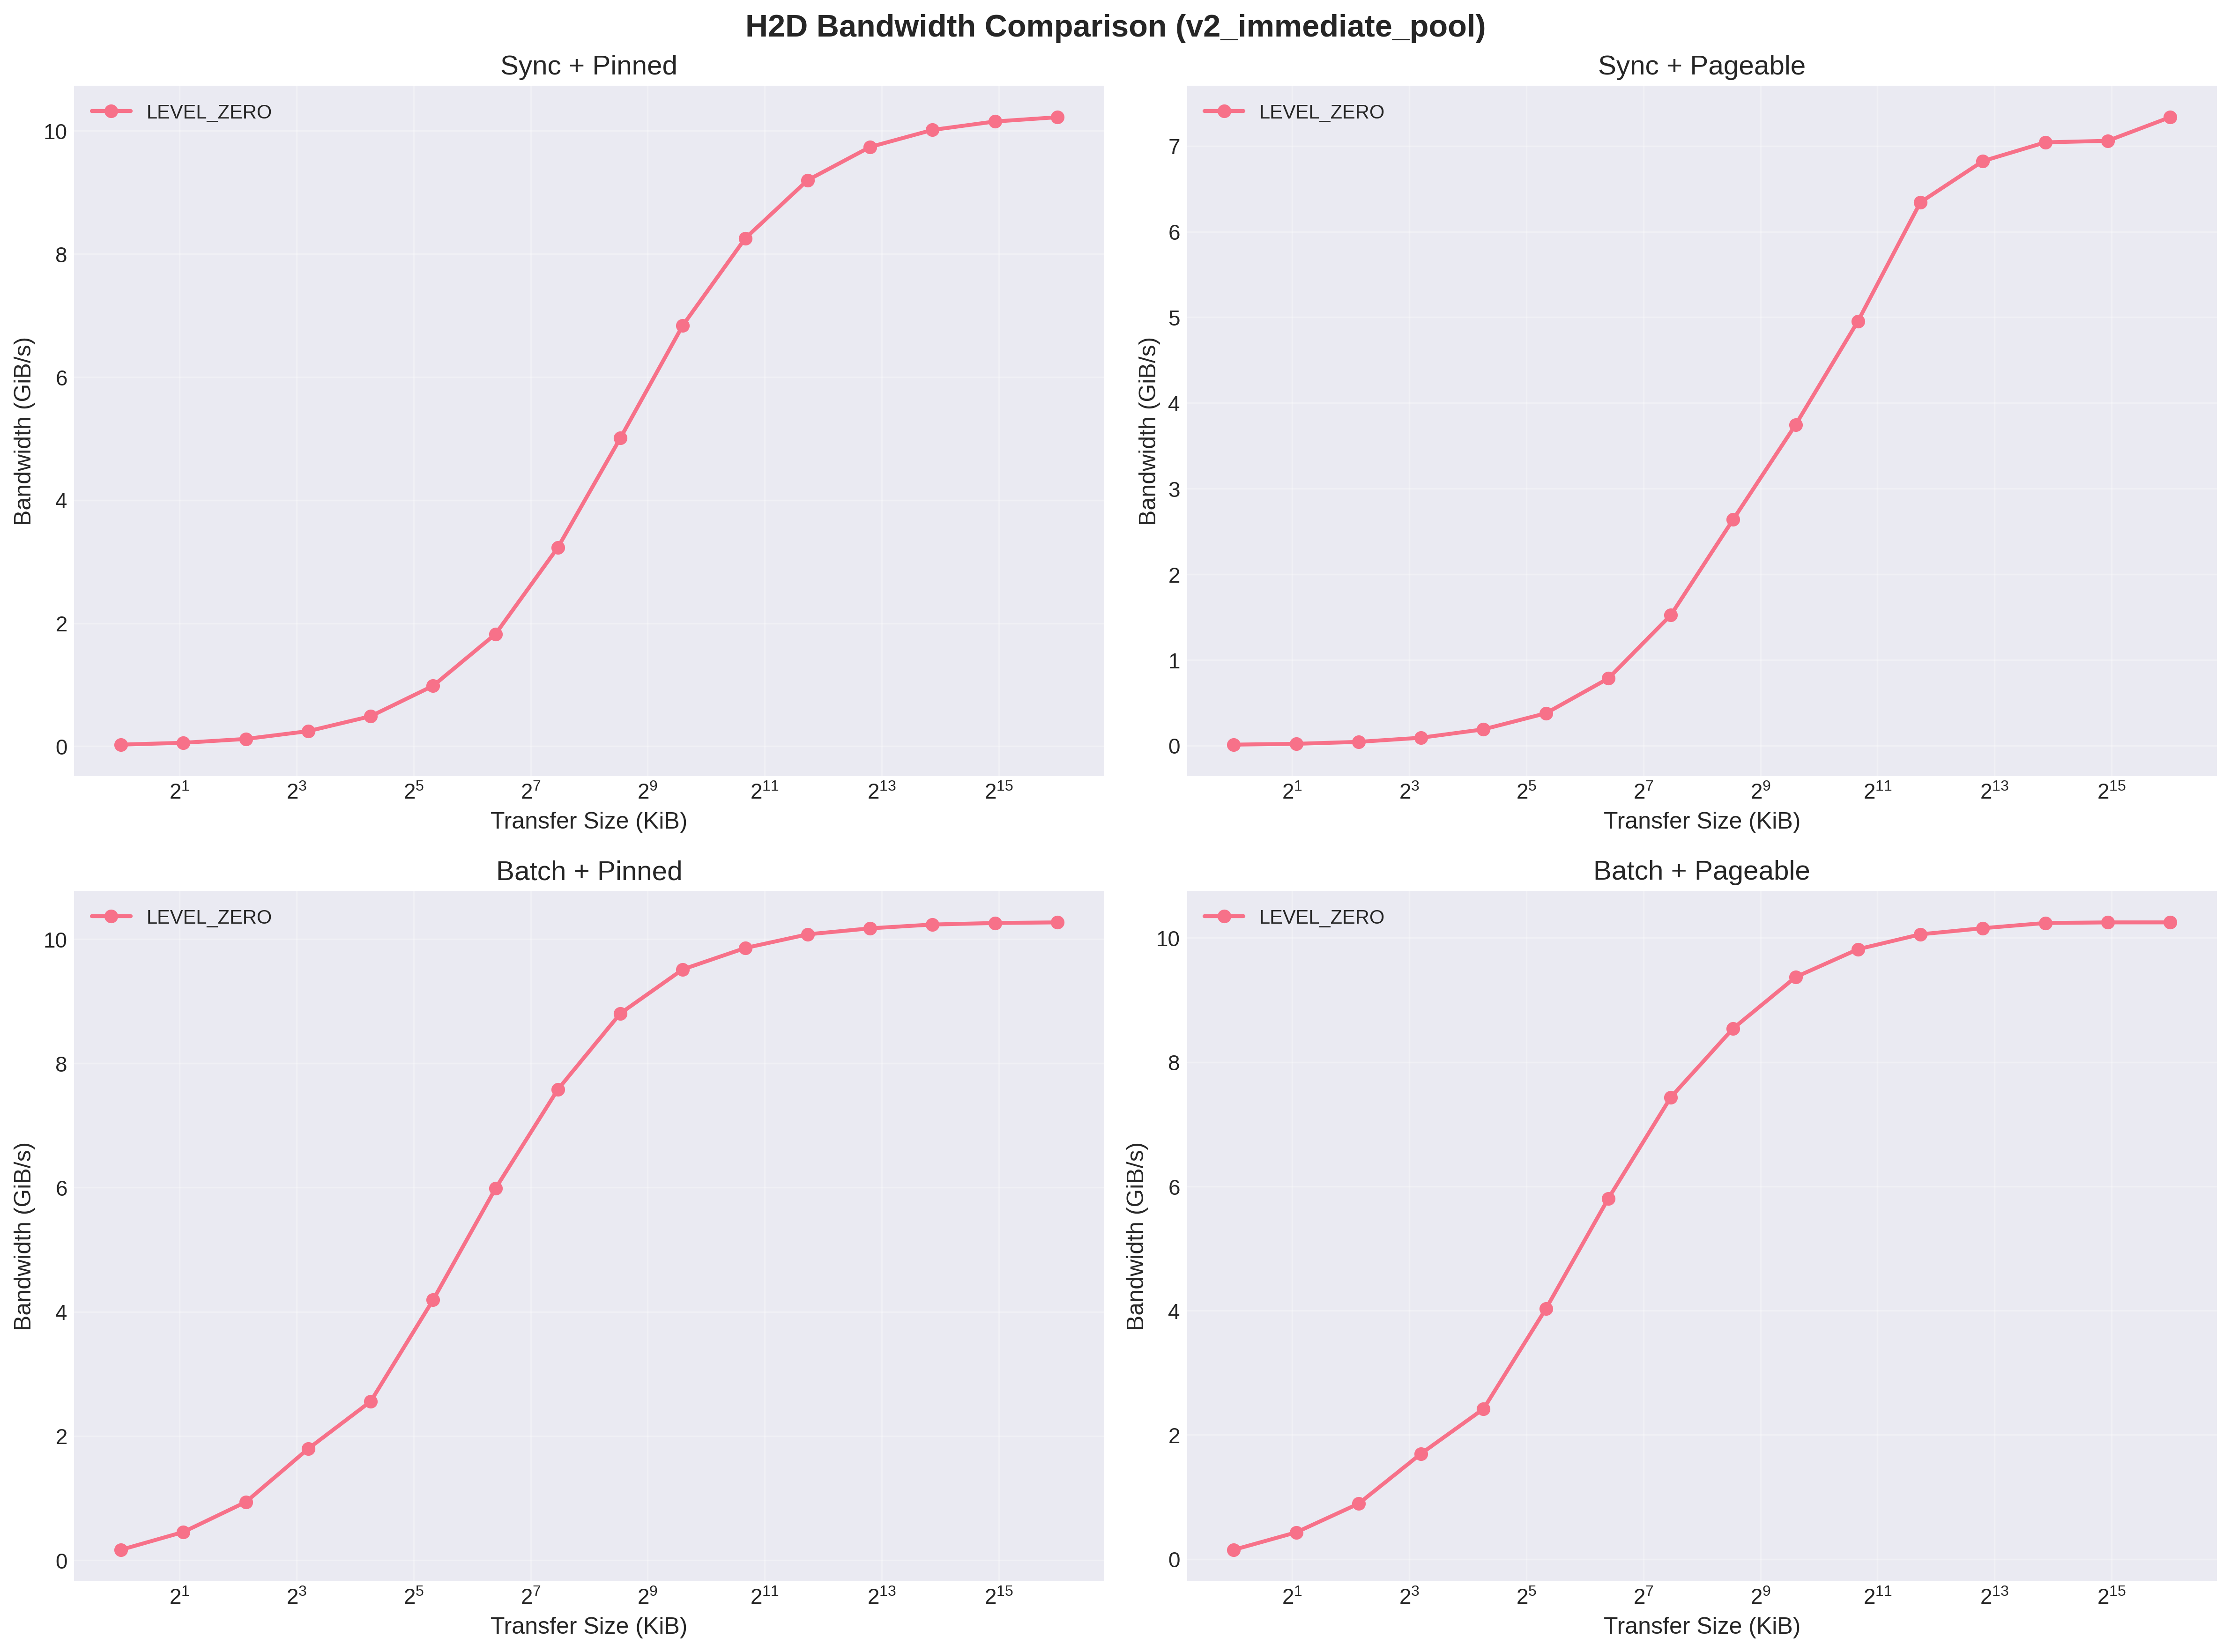 H2D Bandwidth Comparison (v2_immediate_pool)
Sync + Pinned
LEVEL_ZERO
10
8
6
4
2
0
Bandwidth (GiB/s)
2^1 2^3 2^5 2^7 2^9 2^11 2^13 2^15
Transfer Size (KiB)
Sync + Pageable
LEVEL_ZERO
7
6
5
4
3
2
1
0
Bandwidth (GiB/s)
2^1 2^3 2^5 2^7 2^9 2^11 2^13 2^15
Transfer Size (KiB)
Batch + Pinned
LEVEL_ZERO
10
8
6
4
2
0
Bandwidth (GiB/s)
2^1 2^3 2^5 2^7 2^9 2^11 2^13 2^15
Transfer Size (KiB)
Batch + Pageable
LEVEL_ZERO
10
8
6
4
2
0
Bandwidth (GiB/s)
2^1 2^3 2^5 2^7 2^9 2^11 2^13 2^15
Transfer Size (KiB)